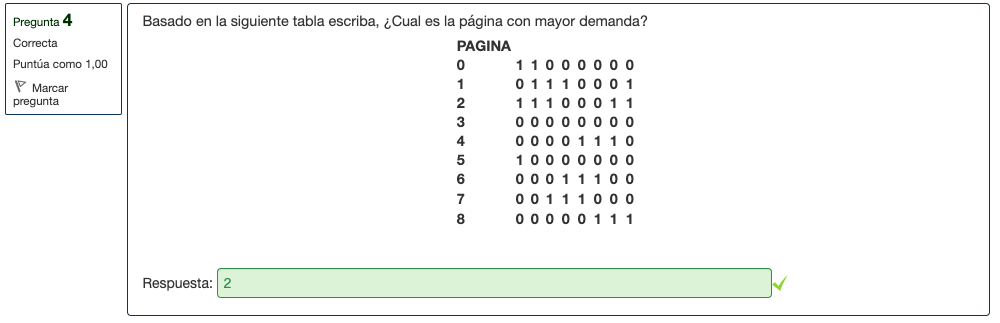 Pregunta 4
Correcta
Puntúa como 1,00
Marcar
pregunta
Basado en la siguiente tabla escriba, ¿Cual es la página con mayor demanda?
PAGINA
0 1 1 0 0 0 0 0 0
1 0 1 1 1 0 0 0 1
2 1 1 1 0 0 0 1 1
3 0 0 0 0 0 0 0 0
4 0 0 0 0 1 1 1 0
5 1 0 0 0 0 0 0 0
6 0 0 0 1 1 1 0 0
7 0 0 1 1 1 0 0 0
8 0 0 0 0 0 1 1 1
Respuesta: 2